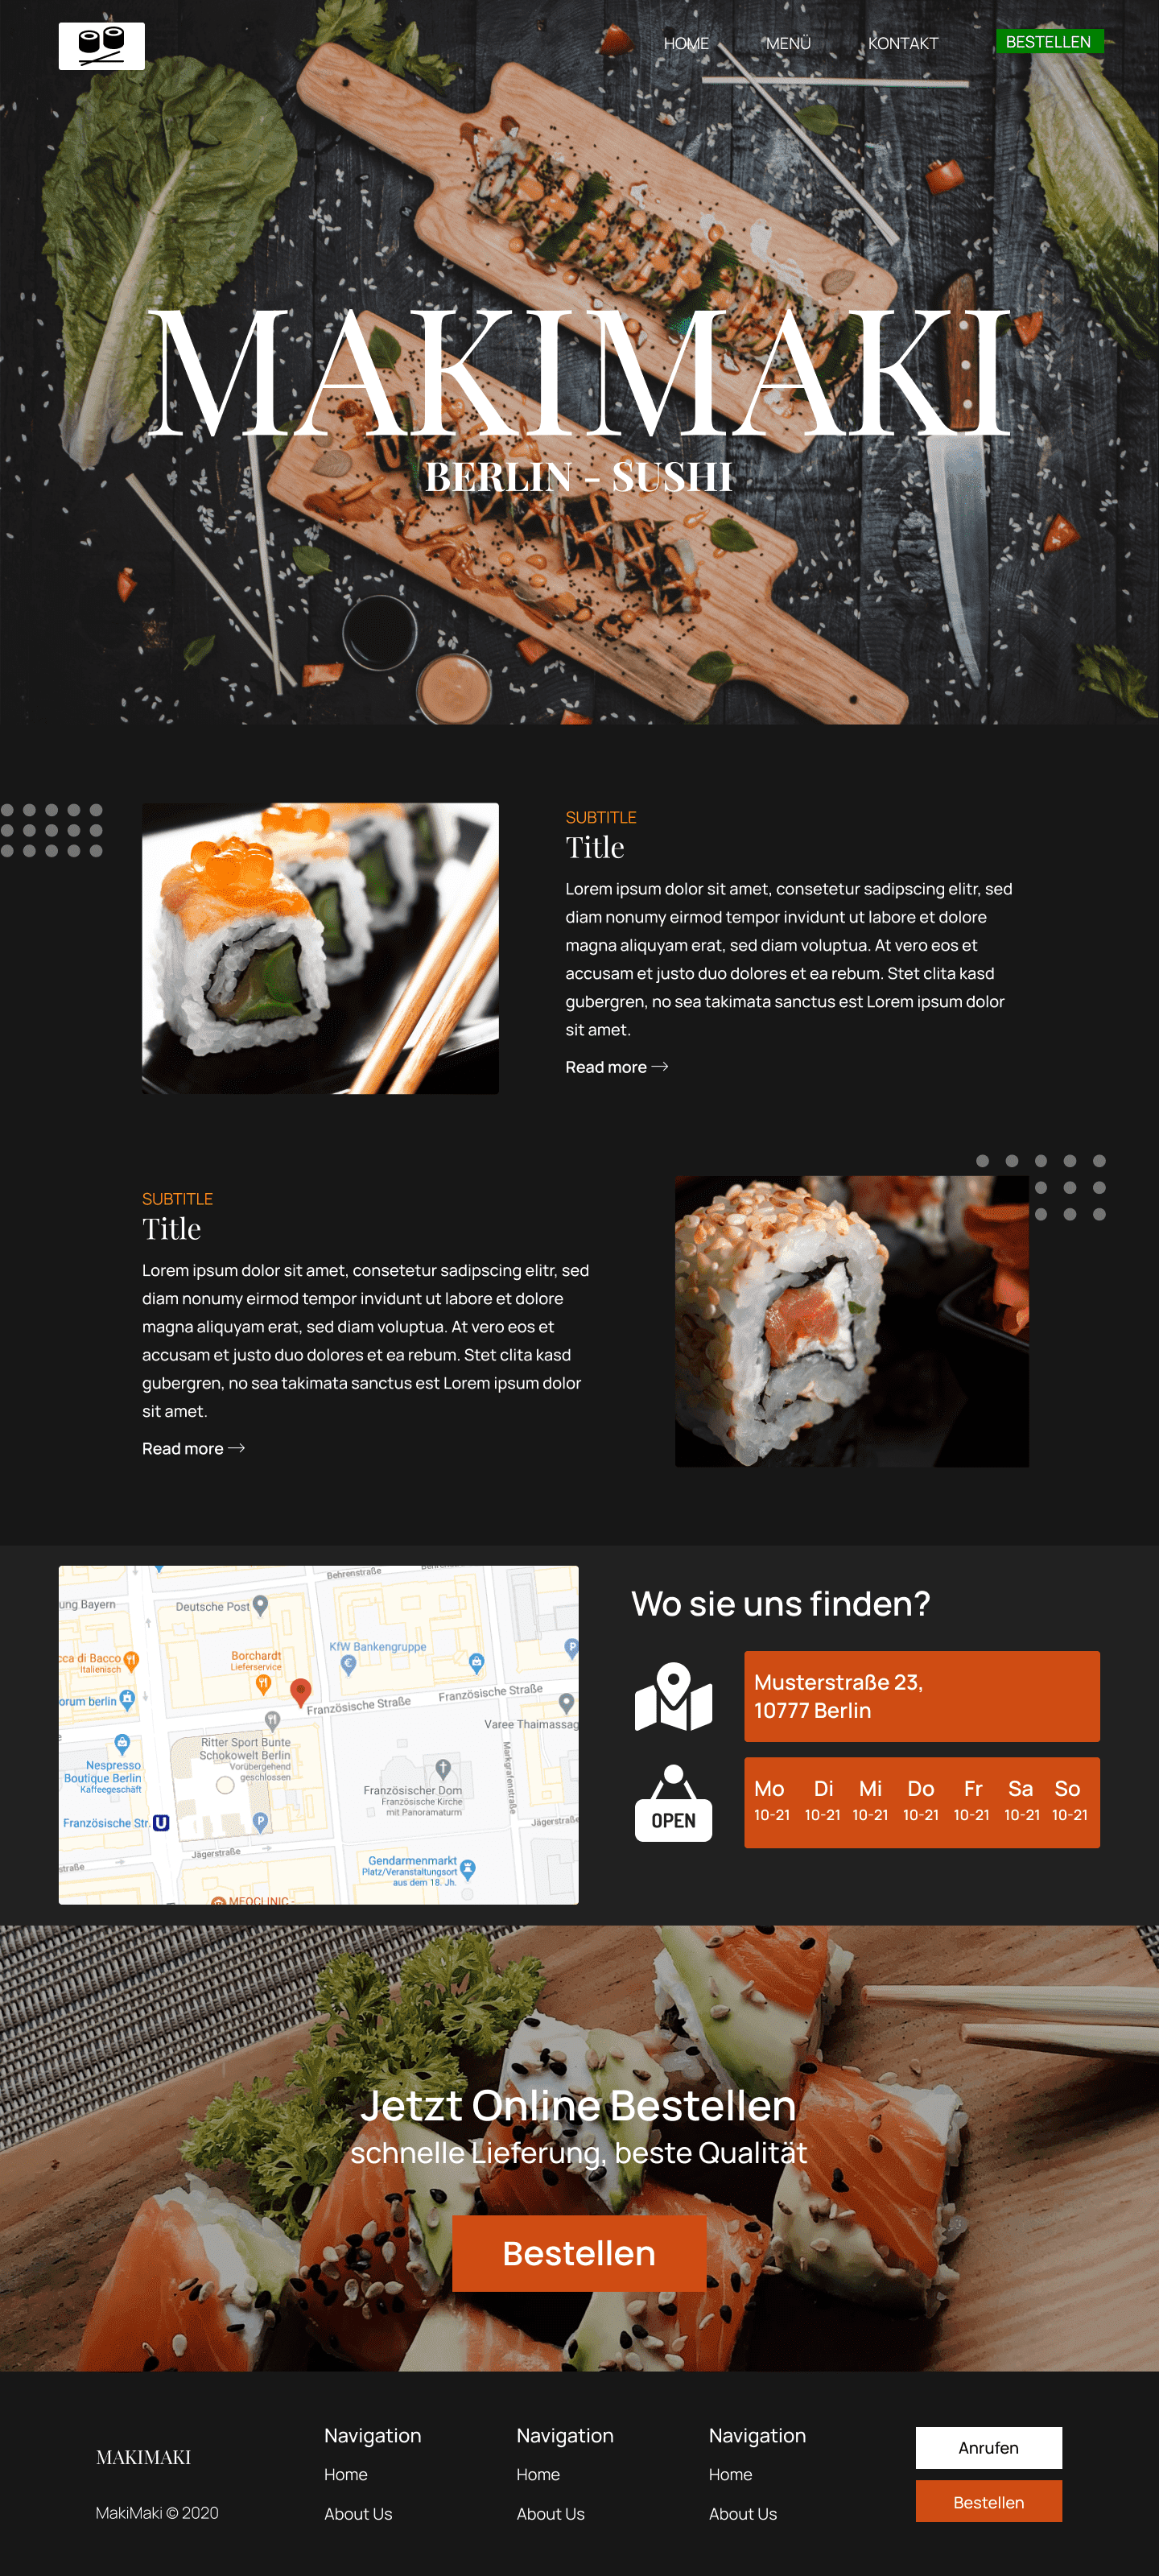 HOME MENÜ KONTAKT BESTELLEN
MAKIMAKI
BERLIN - SUSHI
SUBTITLE
Title
Lorem ipsum dolor sit amet, consetetur sadipscing elitr, sed
diam nonumy eirmod tempor invidunt ut labore et dolore
magna aliquyam erat, sed diam voluptua. At vero eos et
accusam et justo duo dolores et ea rebum. Stet clita kasd
gubergren, no sea takimata sanctus est Lorem ipsum dolor
sit amet.
Read more
SUBTITLE
Title
Lorem ipsum dolor sit amet, consetetur sadipscing elitr, sed
diam nonumy eirmod tempor invidunt ut labore et dolore
magna aliquyam erat, sed diam voluptua. At vero eos et
accusam et justo duo dolores et ea rebum. Stet clita kasd
gubergren, no sea takimata sanctus est Lorem ipsum dolor
sit amet.
Read more
Behrenstraße
ung Bayern
Deutsche Post
KfW Bankengruppe
cca di Bacco
Italienisch
Borchardt
Lieferservice
orum berlin
Französische Straße
Französische Straße
Varee Thaimassag
Ritter Sport Bunte
Schokowelt Berlin
Vorübergehend
geschlossen
Nespresso
Boutique Berlin
Kaffeegeschäft
Markgrafenstraße
Französischer Dom
Französische Kirche
mit Panoramaturm
Französische Str.
U
P
P
Jägerstraße
Jägerstraße
straße
Gendarmenmarkt
Platz/Veranstaltungsort
aus dem 18. Jh.
MEOCLINIC -
Wo sie uns finden?
Musterstraße 23,
10777 Berlin
OPEN
Mo Di Mi Do Fr Sa So
10-21 10-21 10-21 10-21 10-21 10-21 10-21
Jetzt Online Bestellen
schnelle Lieferung, beste Qualität
Bestellen
MAKIMAKI
MakiMaki © 2020
Navigation
Home
About Us
Navigation
Home
About Us
Navigation
Home
About Us
Anrufen
Bestellen